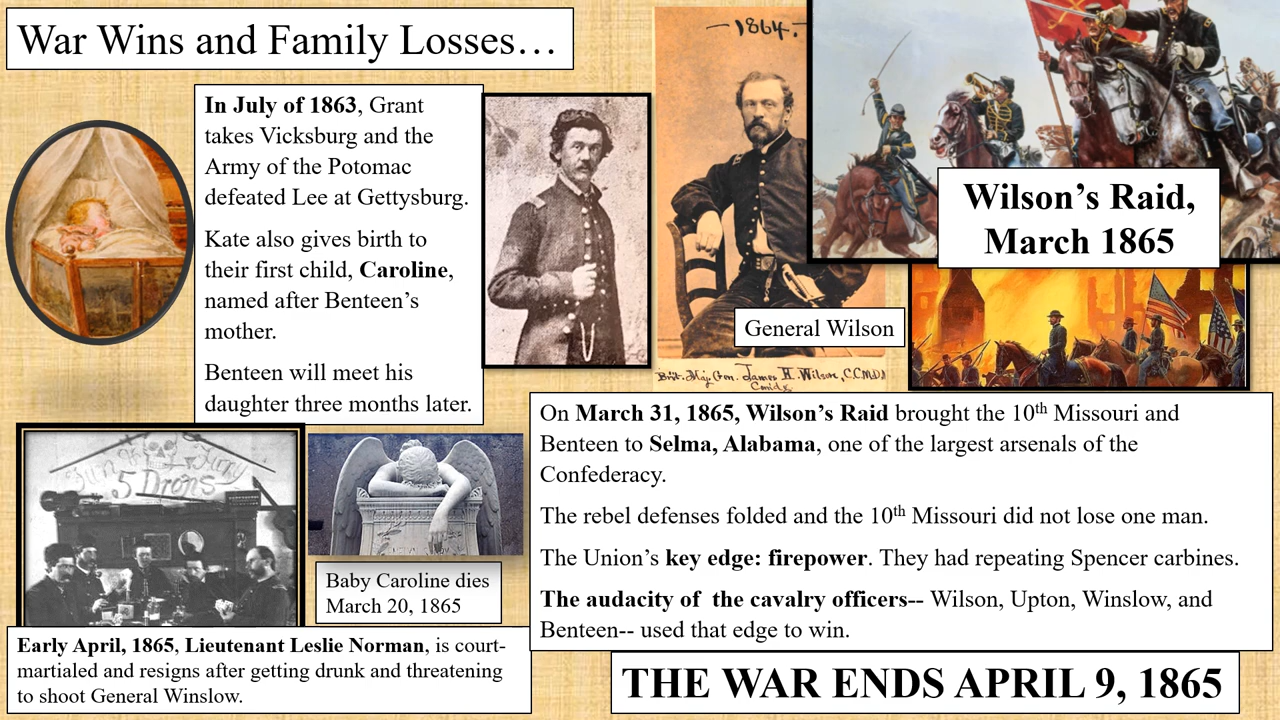 War Wins and Family Losses…
In July of 1863, Grant
takes Vicksburg and the
Army of the Potomac
defeated Lee at Gettysburg.
Kate also gives birth to
their first child, Caroline,
named after Benteen’s
mother.
Benteen will meet his
daughter three months later.
1864.
General Wilson
Brvt. Maj. Gen. James H. Wilson, C.C.M.D.M
Comdg
Wilson’s Raid,
March 1865
On March 31, 1865, Wilson’s Raid brought the 10th Missouri and
Benteen to Selma, Alabama, one of the largest arsenals of the
Confederacy.
The rebel defenses folded and the 10th Missouri did not lose one man.
The Union’s key edge: firepower. They had repeating Spencer carbines.
The audacity of the cavalry officers-- Wilson, Upton, Winslow, and
Benteen-- used that edge to win.
5 Drops
Baby Caroline dies
March 20, 1865
Early April, 1865, Lieutenant Leslie Norman, is court-
martialed and resigns after getting drunk and threatening
to shoot General Winslow.
THE WAR ENDS APRIL 9, 1865